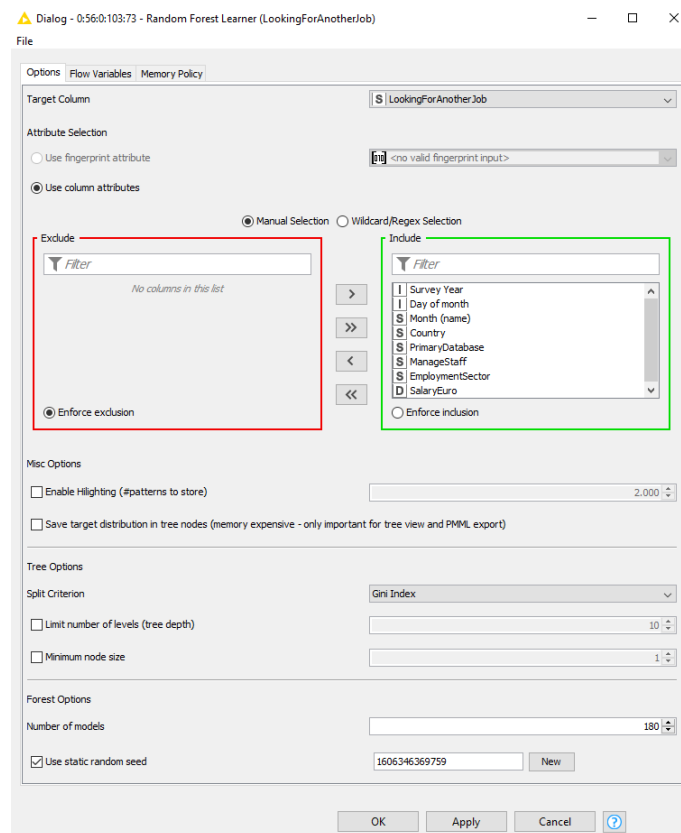 Dialog - 0:56:0:103:73 - Random Forest Learner (LookingForAnotherJob)
File
Options Flow Variables Memory Policy
Target Column S LookingForAnotherJob
Attribute Selection
Use fingerprint attribute <no valid fingerprint input>
Use column attributes
Manual Selection Wildcard/Regex Selection
Exclude Include
Filter Filter
No columns in this list
I Survey Year
I Day of month
S Month (name)
S Country
S PrimaryDatabase
S ManageStaff
S EmploymentSector
D SalaryEuro
> 
>>
<
<<
Enforce exclusion Enforce inclusion
Misc Options
Enable Hilighting (#patterns to store) 2.000
Save target distribution in tree nodes (memory expensive - only important for tree view and PMML export)
Tree Options
Split Criterion Gini Index
Limit number of levels (tree depth) 10
Minimum node size 1
Forest Options
Number of models 180
Use static random seed 1606346369759 New
OK Apply Cancel ?